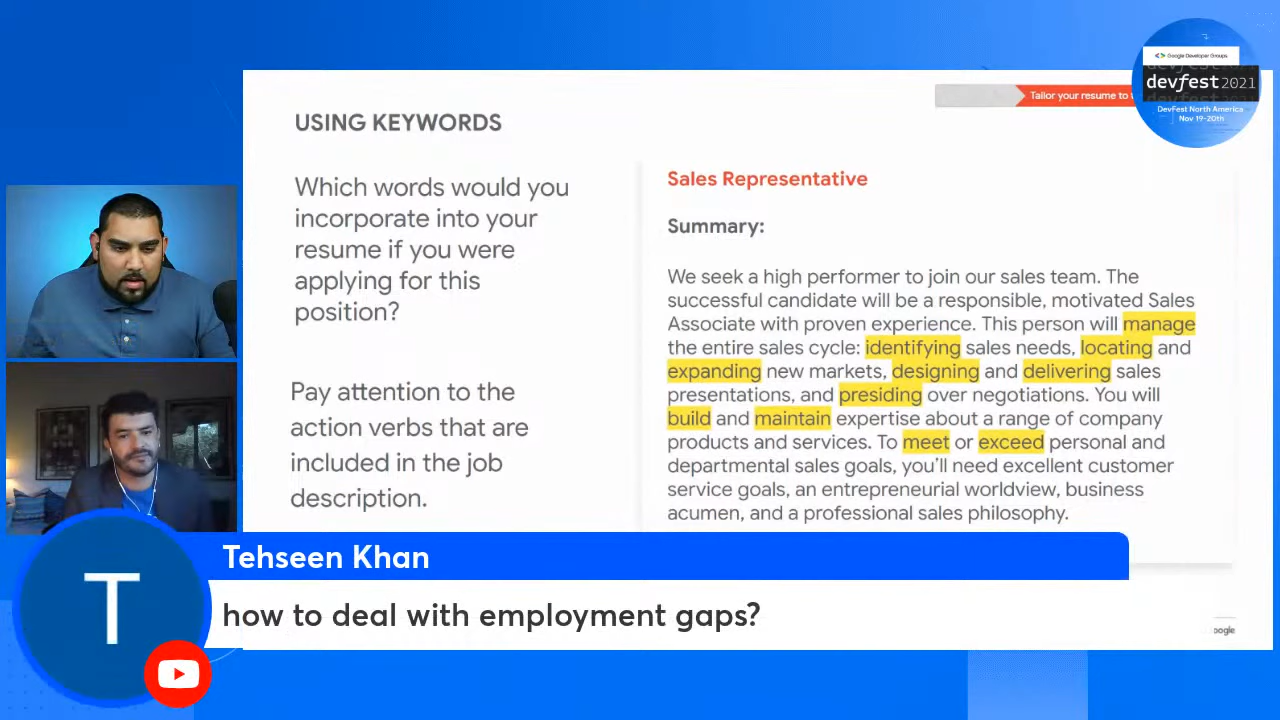 Google Developer Groups
devfest 2021
DevFest North America
Nov 19-20th
Tailor your resume to
USING KEYWORDS
Which words would you
incorporate into your
resume if you were
applying for this
position?
Pay attention to the
action verbs that are
included in the job
description.
Sales Representative
Summary:
We seek a high performer to join our sales team. The
successful candidate will be a responsible, motivated Sales
Associate with proven experience. This person will manage
the entire sales cycle: identifying sales needs, locating and
expanding new markets, designing and delivering sales
presentations, and presiding over negotiations. You will
build and maintain expertise about a range of company
products and services. To meet or exceed personal and
departmental sales goals, you’ll need excellent customer
service goals, an entrepreneurial worldview, business
acumen, and a professional sales philosophy.
T
Tehseen Khan
how to deal with employment gaps?